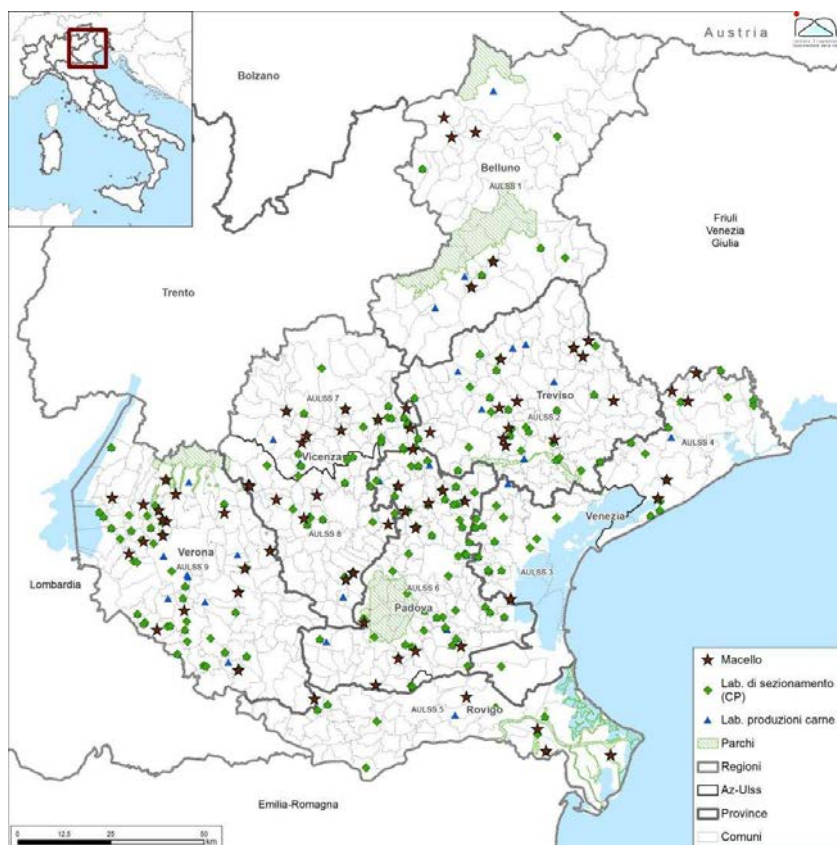 Austria
Bolzano
Belluno
AULSS 1
Friuli
Venezia
Giulia
Trento
AULSS 7
Treviso
AULSS 2
AULSS 4
Vicenza
Venezia
Verona
AULSS 8
AULSS 3
AULSS 9
AULSS 6
Padova
Lombardia
AULSS 5
Rovigo
Emilia-Romagna
Macello
Lab. di sezionamento
(CP)
Lab. produzioni carne
Parchi
Regioni
Az-Ulss
Province
Comuni
0 12,5 25 50
km